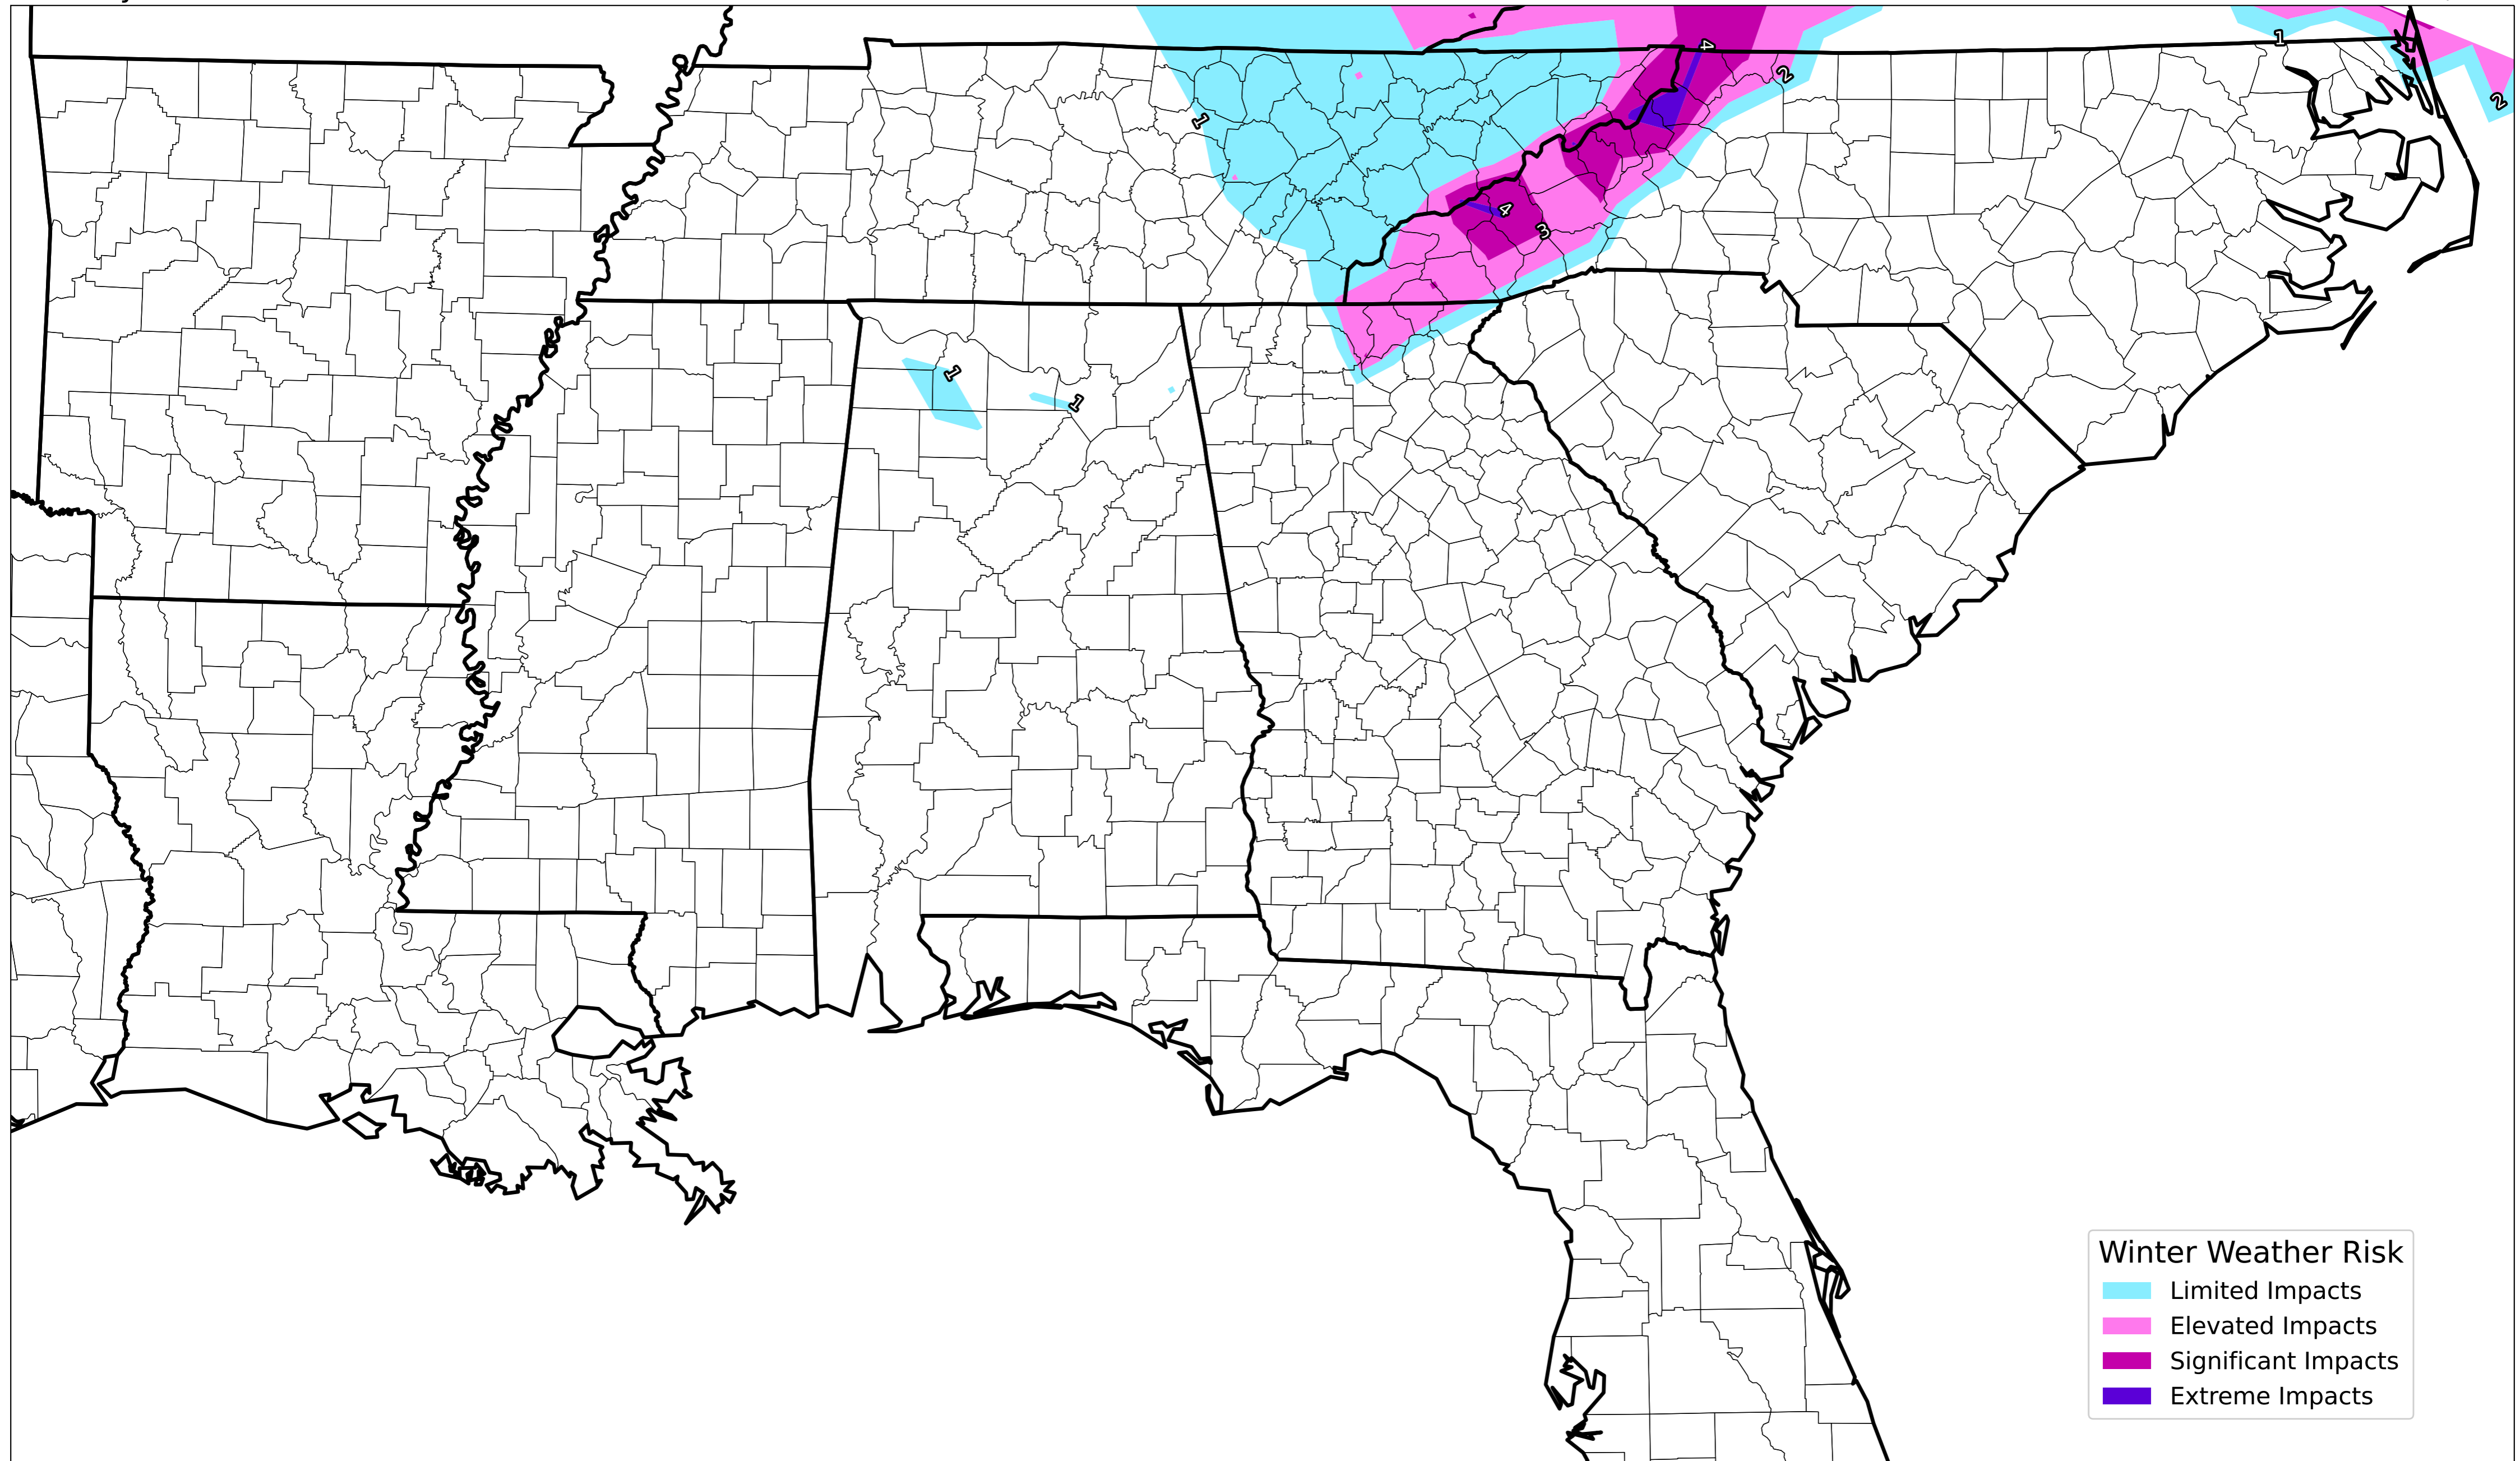 1
4
2
1
2
4
3
1
1
Winter Weather Risk
Limited Impacts
Elevated Impacts
Significant Impacts
Extreme Impacts